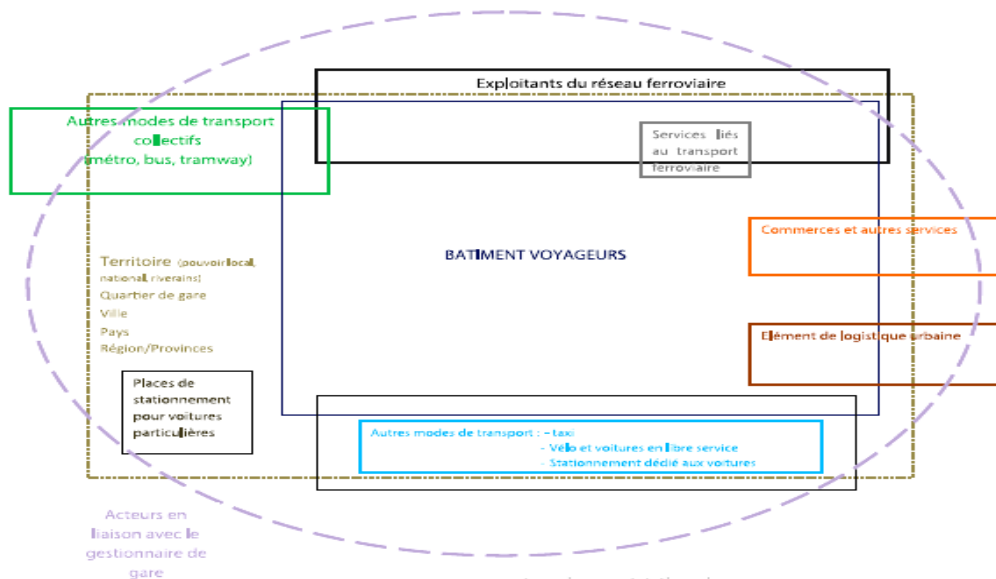 Exploitants du réseau ferroviaire
Autres modes de transport
collectifs
(métro, bus, tramway)
Services liés
au transport
ferroviaire
Commerces et autres services
BATIMENT VOYAGEURS
Territoire (pouvoir local,
national, riverains)
Quartier de gare
Ville
Pays
Région/Provinces
Elément de logistique urbaine
Places de
stationnement
pour voitures
particulières
Autres modes de transport : - taxi
- Vélo et voitures en libre service
- Stationnement dédié aux voitures
Acteurs en
liaison avec le
gestionnaire de
gare